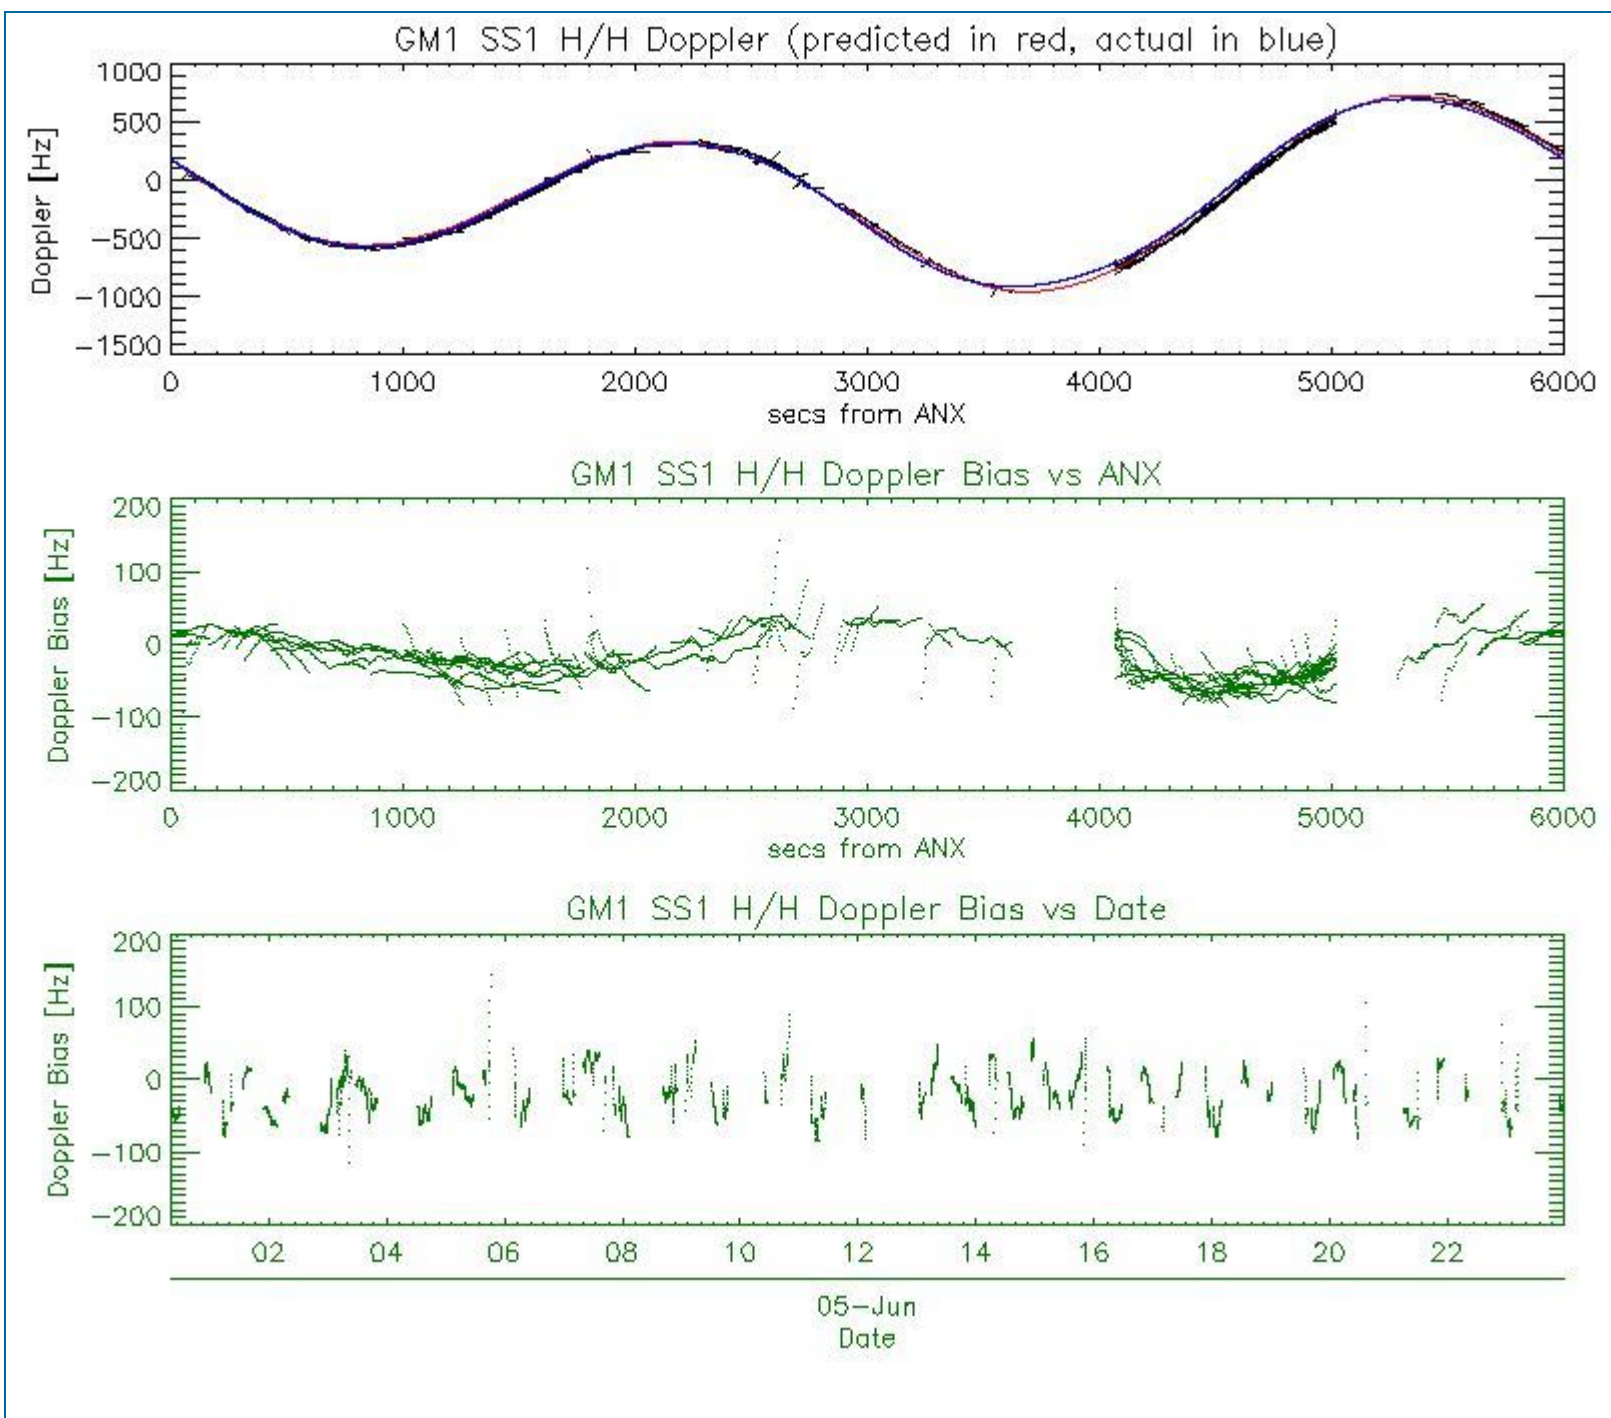 GM1 SS1 H/H Doppler (predicted in red, actual in blue)
1000
500
0
-500
-1000
-1500
Doppler [Hz]
0 1000 2000 3000 4000 5000 6000
secs from ANX
GM1 SS1 H/H Doppler Bias vs ANX
200
100
0
-100
-200
Doppler Bias [Hz]
0 1000 2000 3000 4000 5000 6000
secs from ANX
GM1 SS1 H/H Doppler Bias vs Date
200
100
0
-100
-200
Doppler Bias [Hz]
02 04 06 08 10 12 14 16 18 20 22
05-Jun
Date